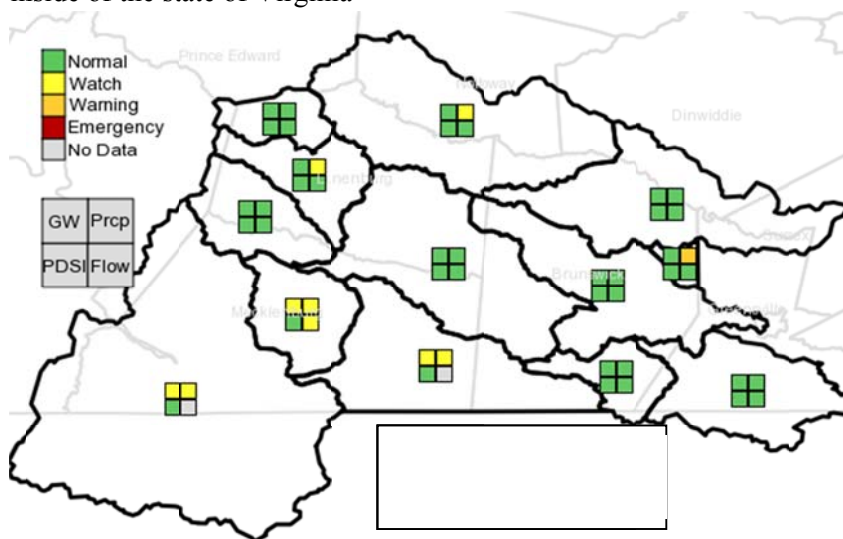 inside of the state of Virginia
Prince Edward
Normal
Watch
Warning
Emergency
No Data
Nottoway
Dinwiddie
Lunenburg
GW Prcp
PDSI Flow
Sussex
Brunswick
Mecklenburg
Greensville